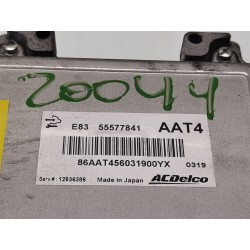 20044
E83 55577841 AAT4
86AAT456031900YX 0319
Serv#: 12636386 Made in Japan ACDelco